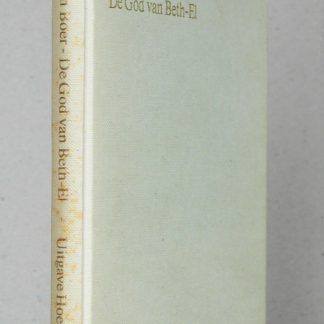 De God van Beth-El
Boer - De God van Beth-El - Uitgave